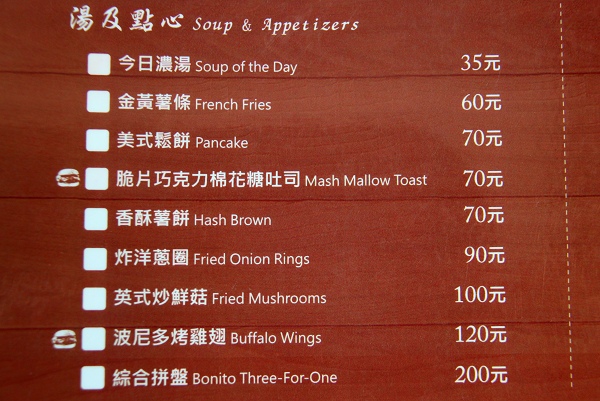 湯及點心 Soup & Appetizers
今日濃湯 Soup of the Day 35元
金黃薯條 French Fries 60元
美式鬆餅 Pancake 70元
脆片巧克力棉花糖吐司 Mash Mallow Toast 70元
香酥薯餅 Hash Brown 70元
炸洋蔥圈 Fried Onion Rings 90元
英式炒鮮菇 Fried Mushrooms 100元
波尼多烤雞翅 Buffalo Wings 120元
綜合拼盤 Bonito Three-For-One 200元